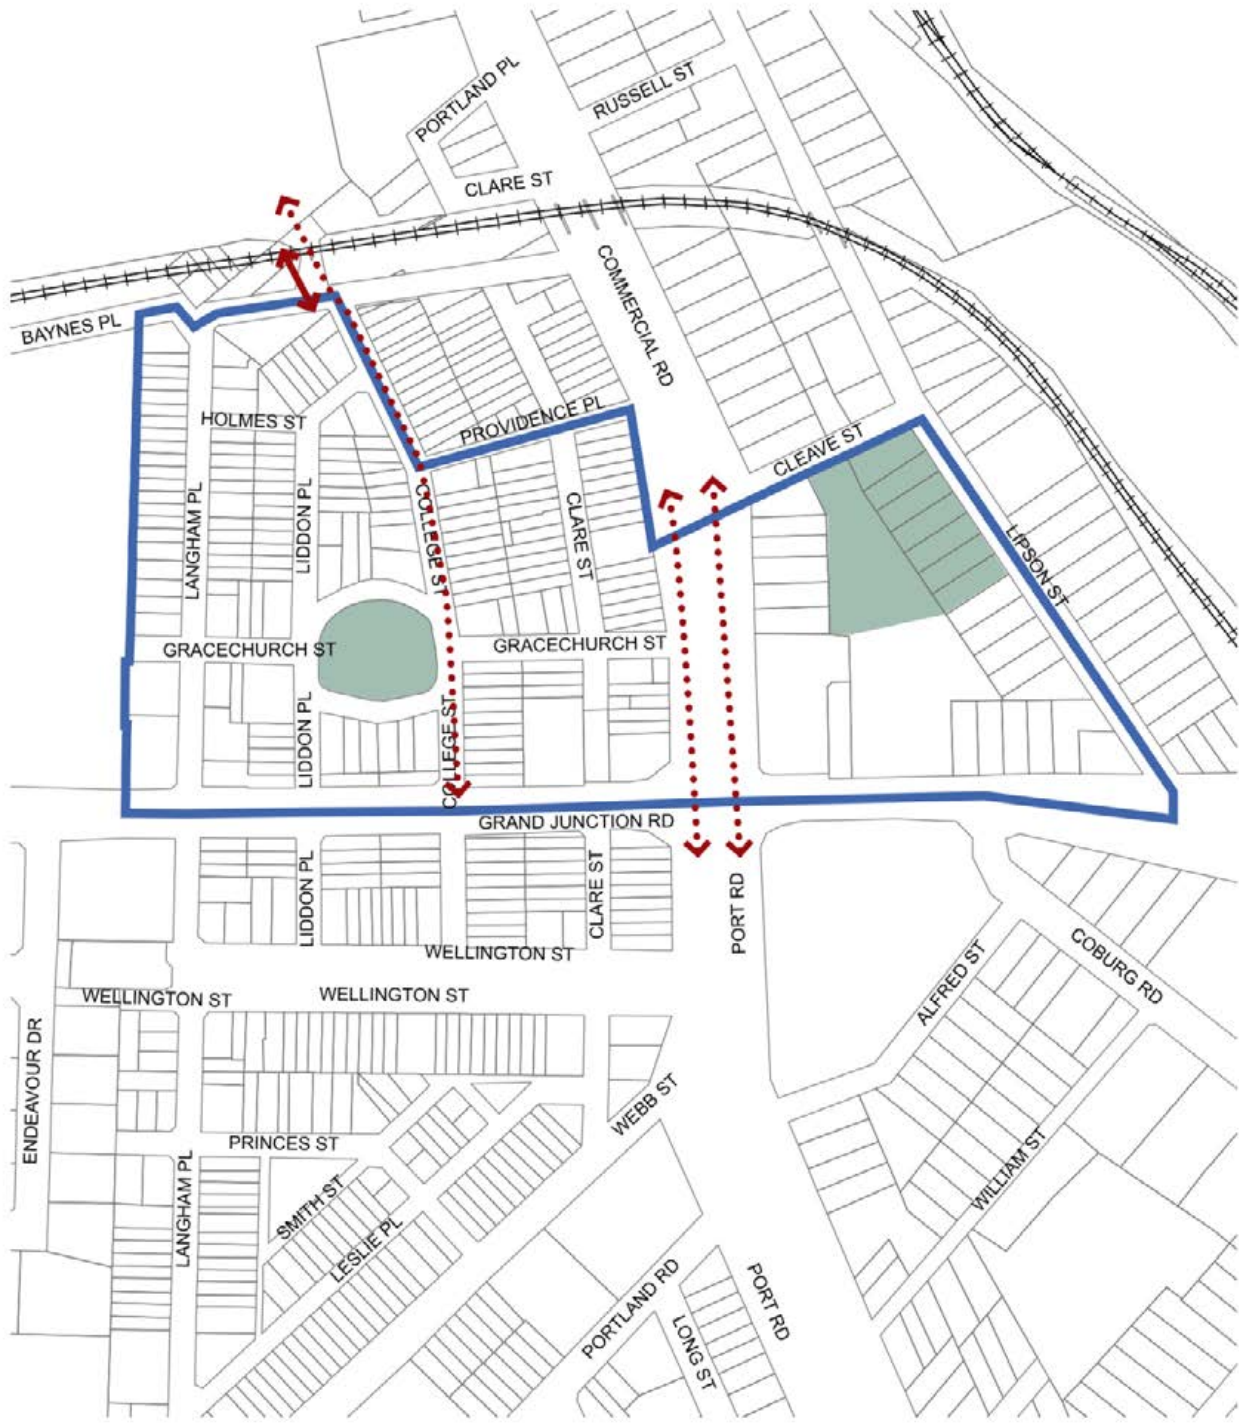 PORTLAND PL
RUSSELL ST
CLARE ST
COMMERCIAL RD
BAYNES PL
HOLMES ST
PROVIDENCE PL
CLEAVE ST
LANGHAM PL
LIDDON PL
COLLEGE ST
CLARE ST
LIPSON ST
GRACECHURCH ST
GRACECHURCH ST
LIDDON PL
COLLEGE ST
GRAND JUNCTION RD
LIDDON PL
CLARE ST
PORT RD
WELLINGTON ST
COBURG RD
ALFRED ST
WELLINGTON ST
WELLINGTON ST
ENDEAVOUR DR
WEBB ST
PRINCES ST
WILLIAM ST
LANGHAM PL
SMITH ST
LESLIE PL
PORTLAND RD
PORT RD
LONG ST